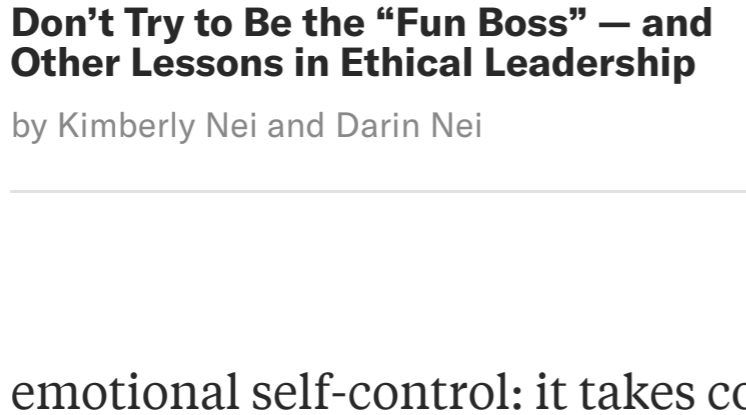 Don’t Try to Be the “Fun Boss” — and
Other Lessons in Ethical Leadership
by Kimberly Nei and Darin Nei
emotional self-control: it takes